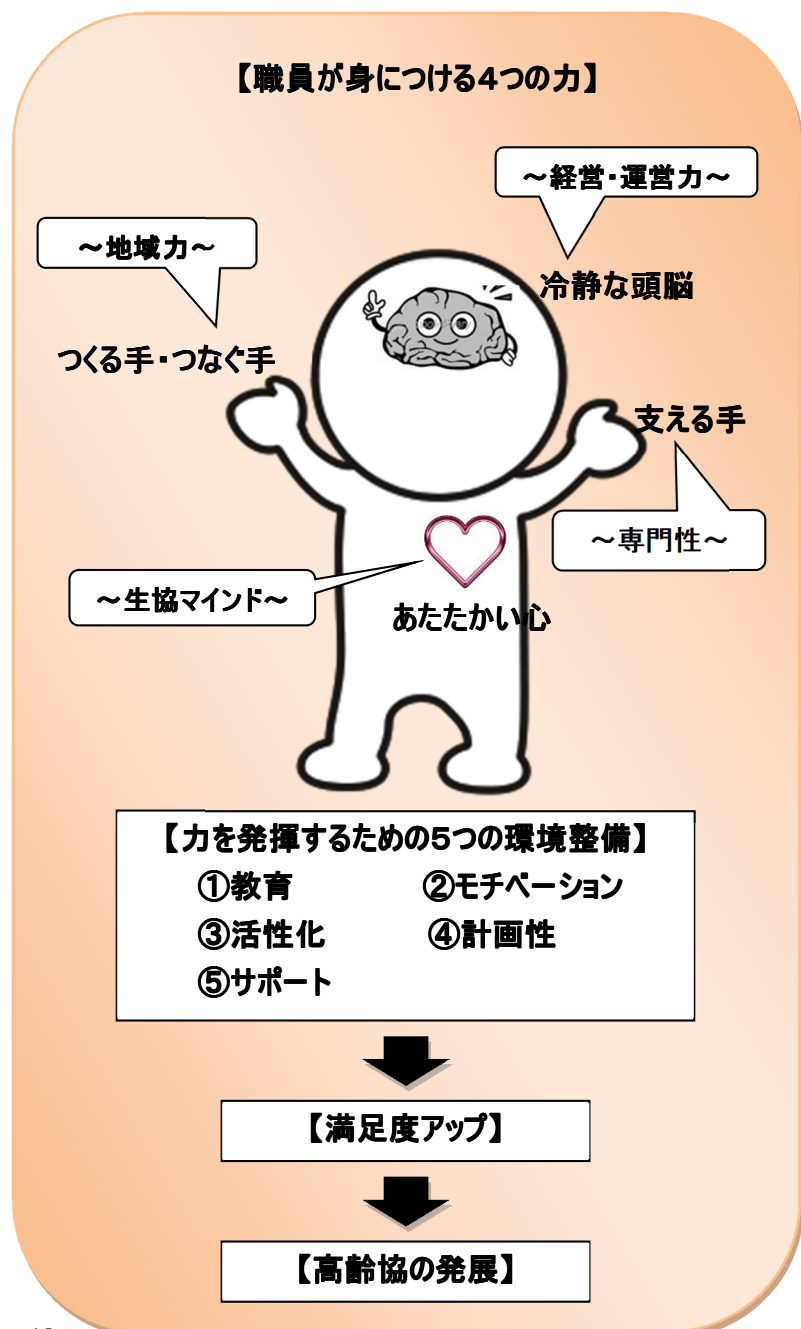 【職員が身につける4つの力】
～経営・運営力～
冷静な頭脳
～地域力～
つくる手・つなぐ手
支える手
～専門性～
～生協マインド～
あたたかい心
【力を発揮するための5つの環境整備】
①教育 ②モチベーション
③活性化 ④計画性
⑤サポート
【満足度アップ】
【高齢協の発展】